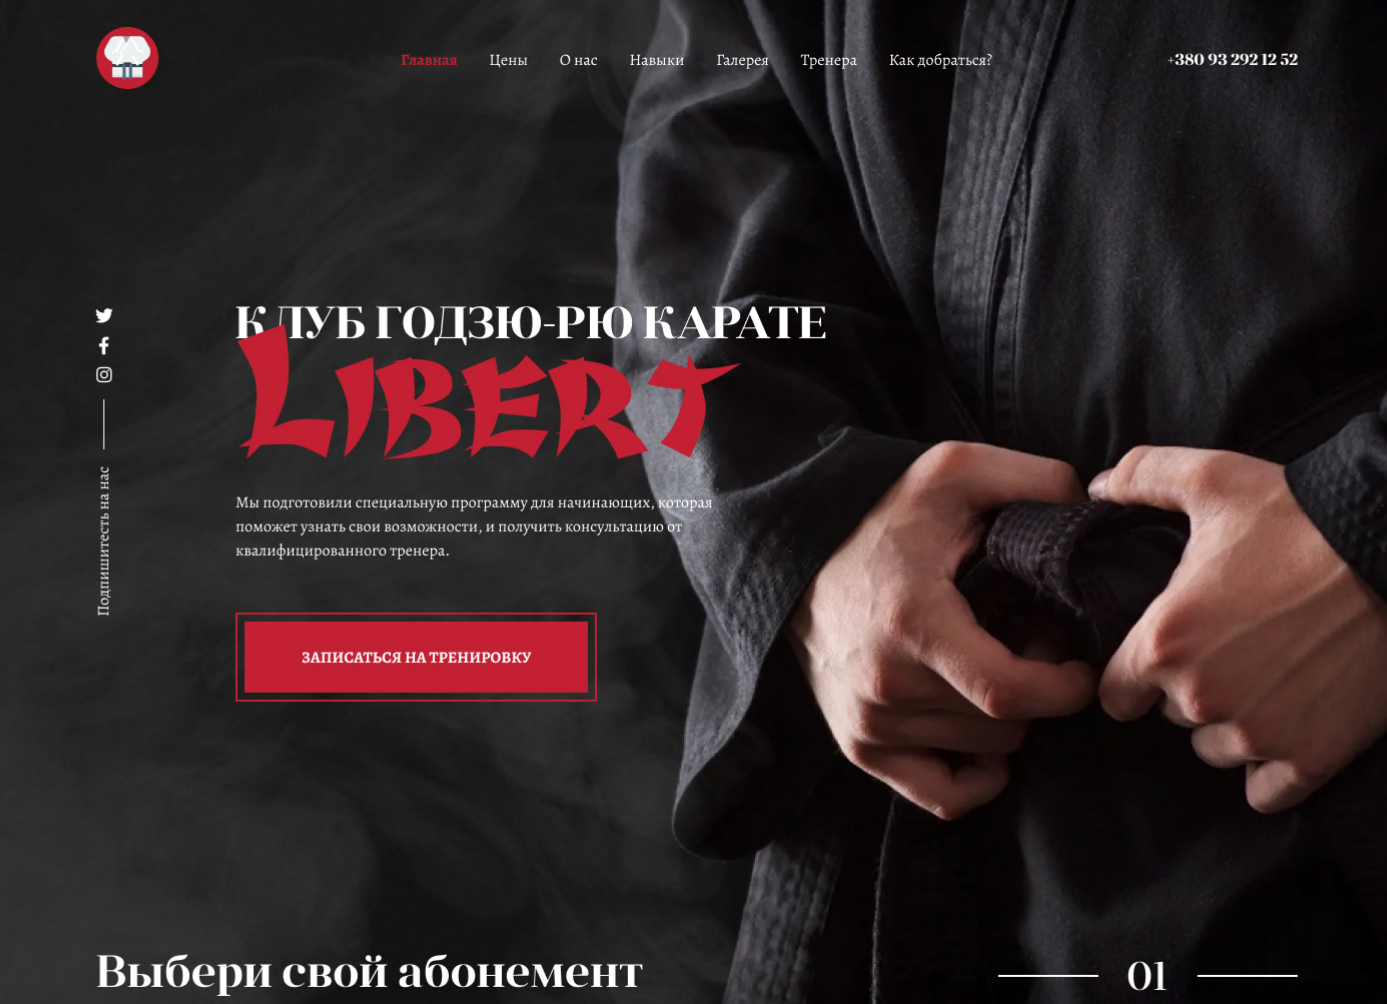 Главная Цены О нас Навыки Галерея Тренера Как добраться? +380 93 292 12 52
КЛУБ ГОДЗЮ-РЮ КАРАТЕ
LIBERT
Мы подготовили специальную программу для начинающих, которая
поможет узнать свои возможности, и получить консультацию от
квалифицированного тренера.
Подпишитесть на нас
ЗАПИСАТЬСЯ НА ТРЕНИРОВКУ
Выбери свой абонемент 01